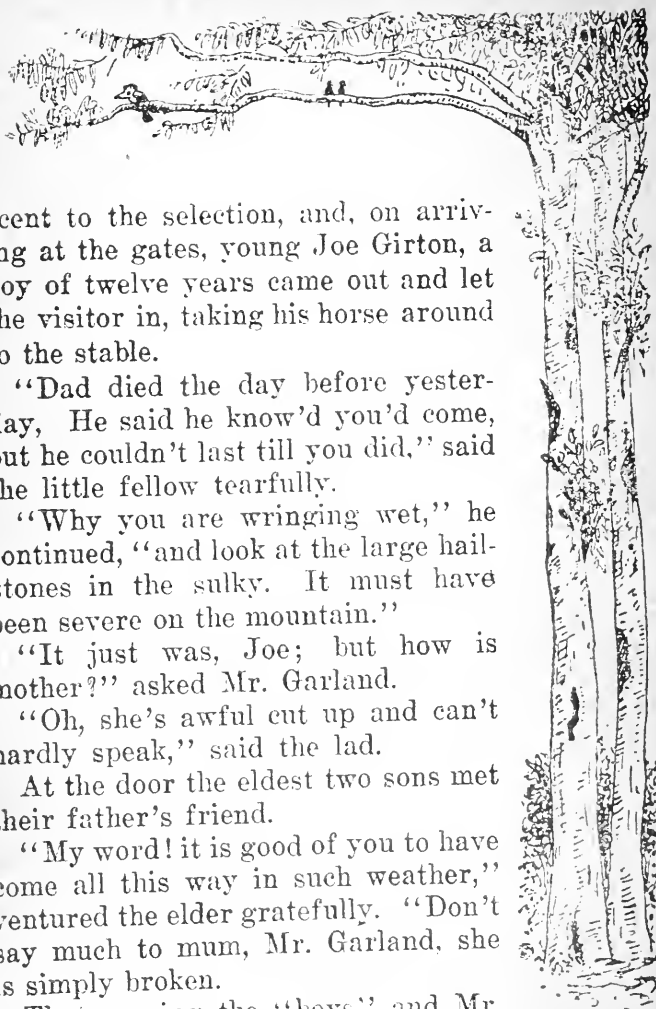 cent to the selection, and, on arriv-
ng at the gates, young Joe Girton, a
oy of twelve years came out and let
he visitor in, taking his horse around
o the stable.
"Dad died the day before yester-
day, He said he know'd you'd come,
but he couldn't last till you did," said
the little fellow tearfully.
"Why you are wringing wet," he
continued, "and look at the large hail-
stones in the sulky. It must have
been severe on the mountain."
"It just was, Joe; but how is
mother?" asked Mr. Garland.
"Oh, she's awful cut up and can't
hardly speak," said the lad.
At the door the eldest two sons met
their father's friend.
"My word! it is good of you to have
come all this way in such weather,"
ventured the elder gratefully. "Don't
say much to mum, Mr. Garland, she
is simply broken.
the "boys" and Mr